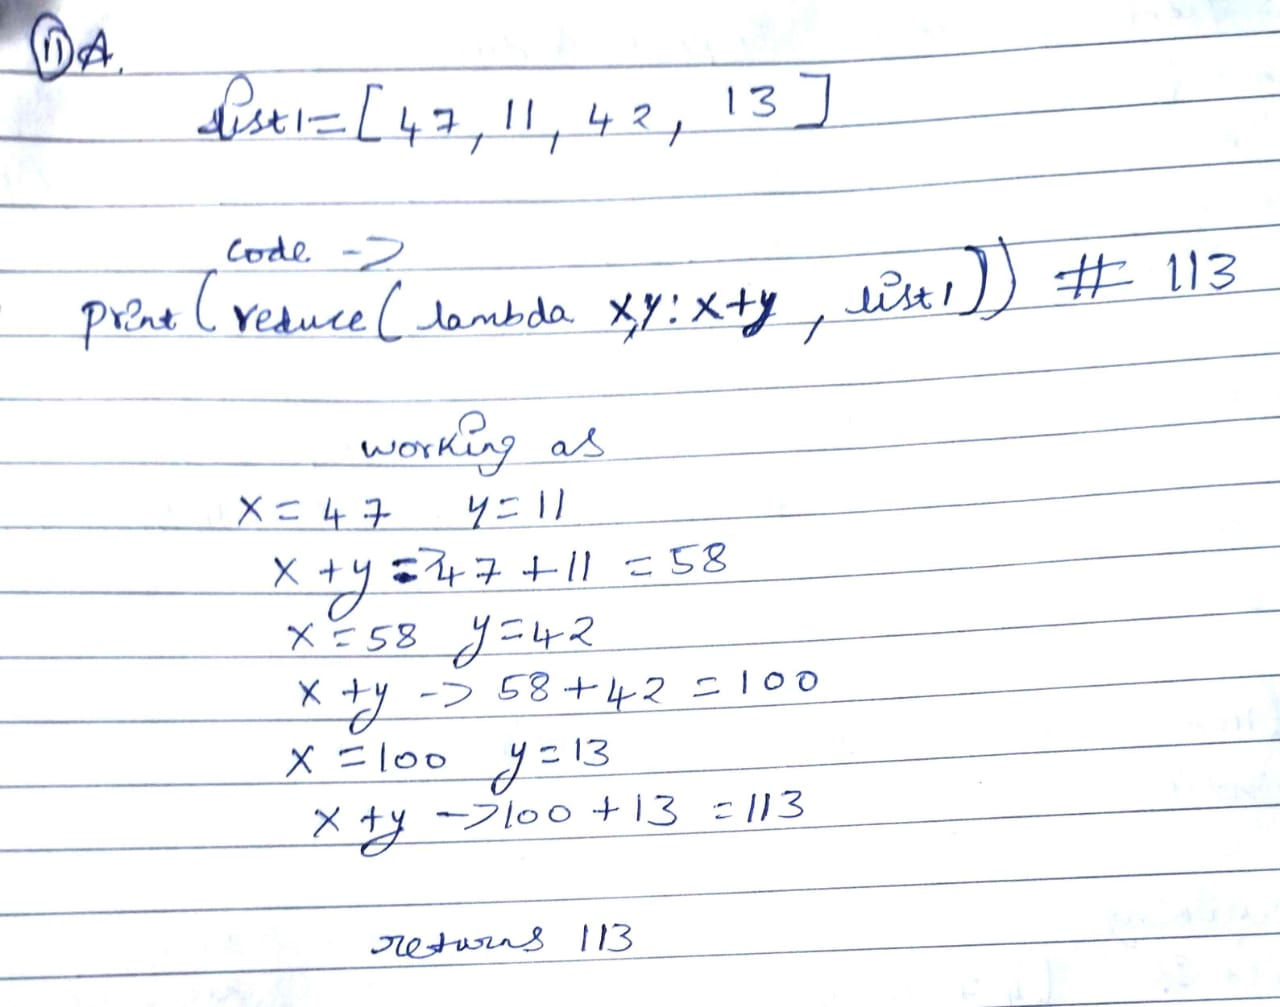 11 A.
list1=[47, 11, 42, 13]
code ->
print(reduce(lambda x,y: x+y, list1)) # 113
working as
x=47 y=11
x+y => 47+11 =58
x=58 y=42
x+y -> 58+42 =100
x=100 y=13
x+y ->100+13 =113
returns 113